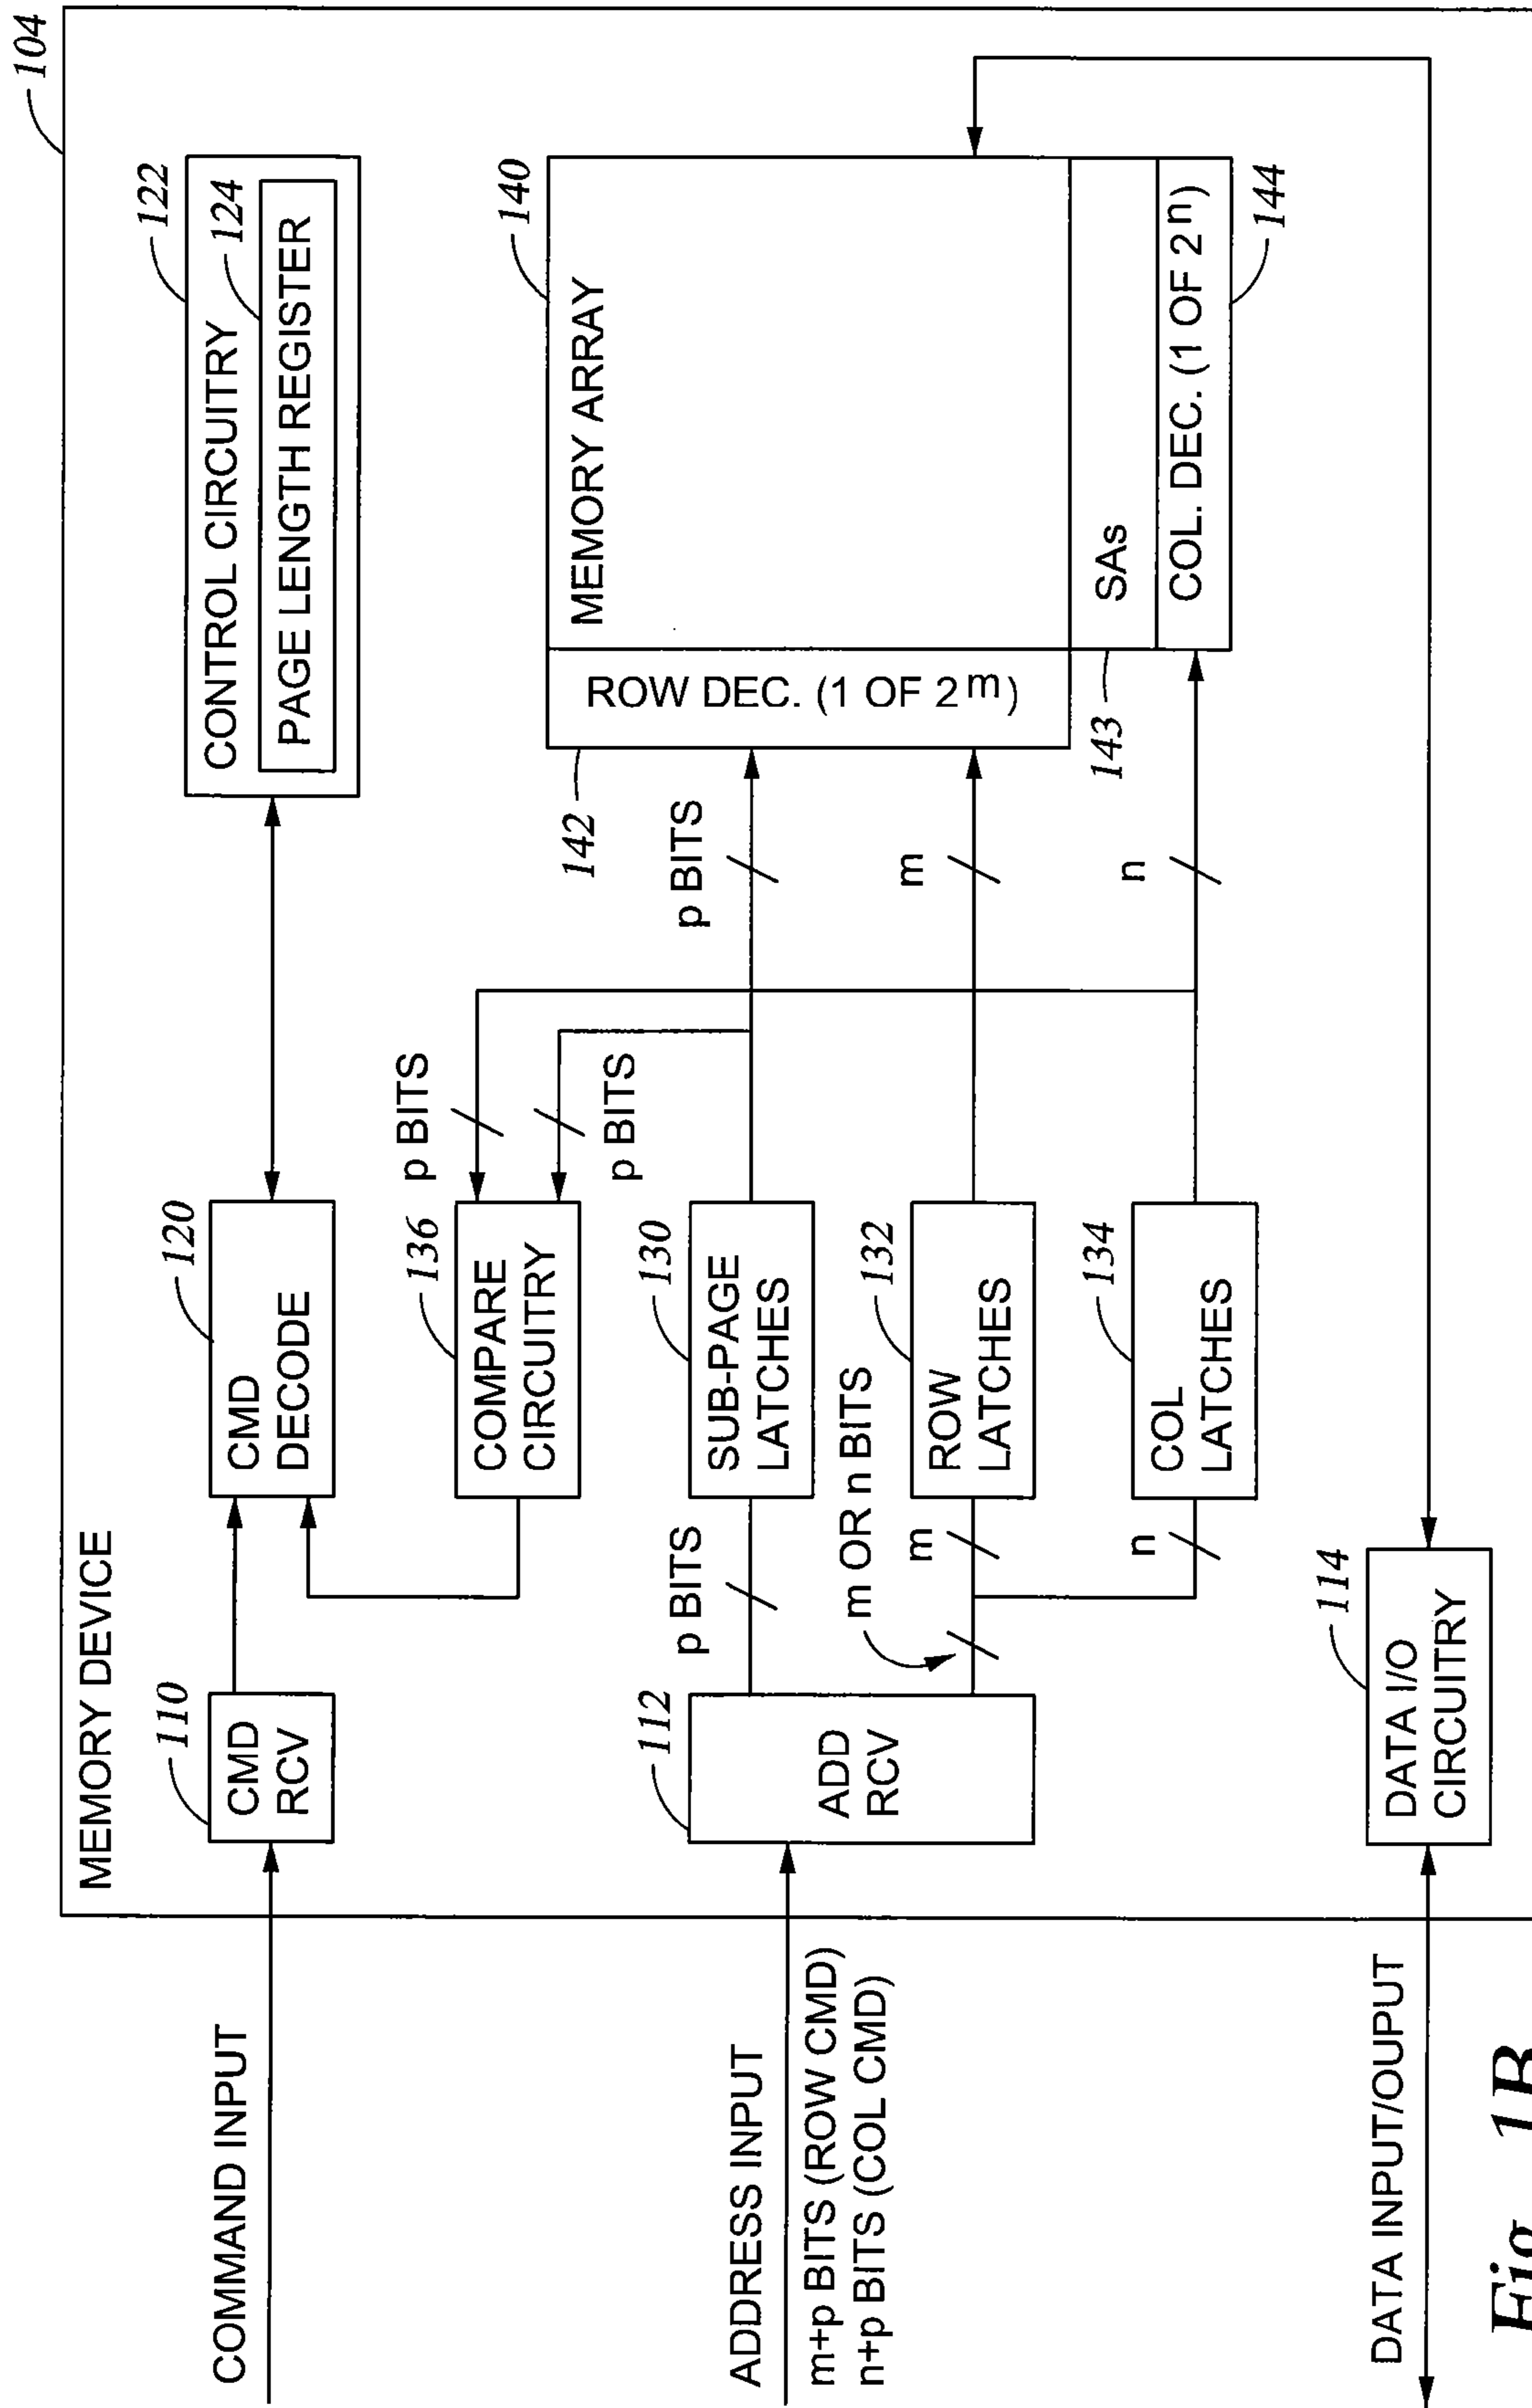 104
MEMORY DEVICE
COMMAND INPUT
110
CMD
RCV
120
CMD
DECODE
122
CONTROL CIRCUITRY
124
PAGE LENGTH REGISTER
136
COMPARE
CIRCUITRY
p BITS
p BITS
ADDRESS INPUT
m+p BITS (ROW CMD)
n+p BITS (COL CMD)
112
ADD
RCV
p BITS
130
SUB-PAGE
LATCHES
p BITS
m OR n BITS
m
132
ROW
LATCHES
m
n
134
COL
LATCHES
n
140
MEMORY ARRAY
142
ROW DEC. (1 OF 2m)
143
SAs
COL. DEC. (1 OF 2n)
144
DATA INPUT/OUPUT
114
DATA I/O
CIRCUITRY
Fig. 1B